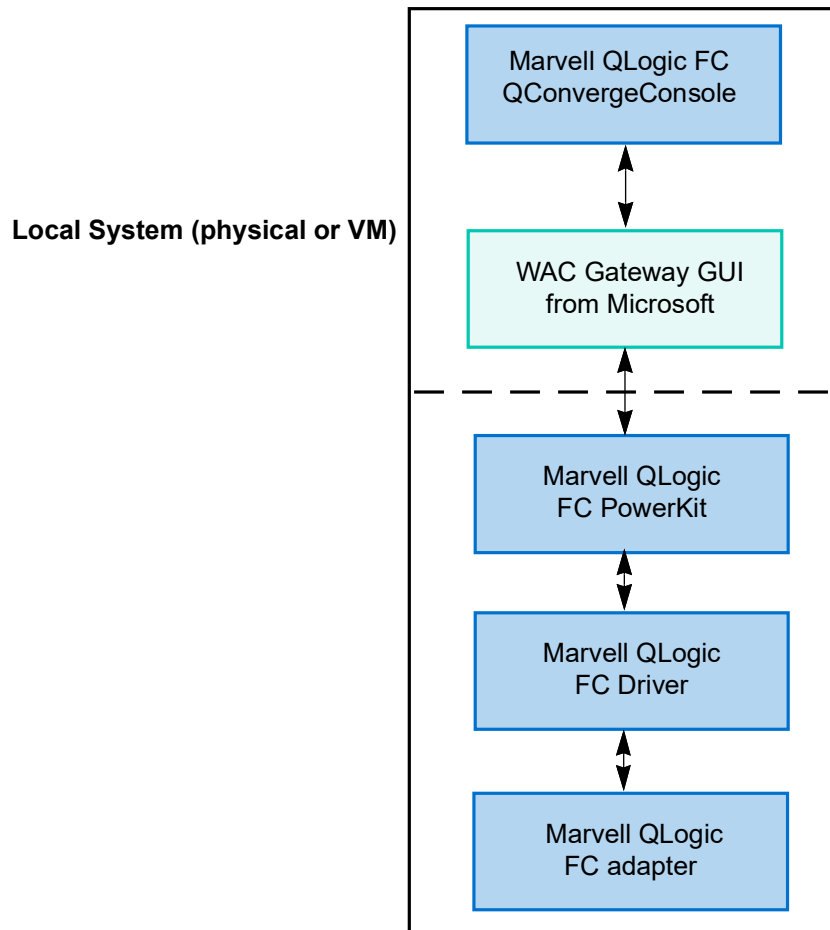 Marvell QLogic FC
QConvergeConsole
Local System (physical or VM)
WAC Gateway GUI
from Microsoft
Marvell QLogic
FC PowerKit
Marvell QLogic
FC Driver
Marvell QLogic
FC adapter